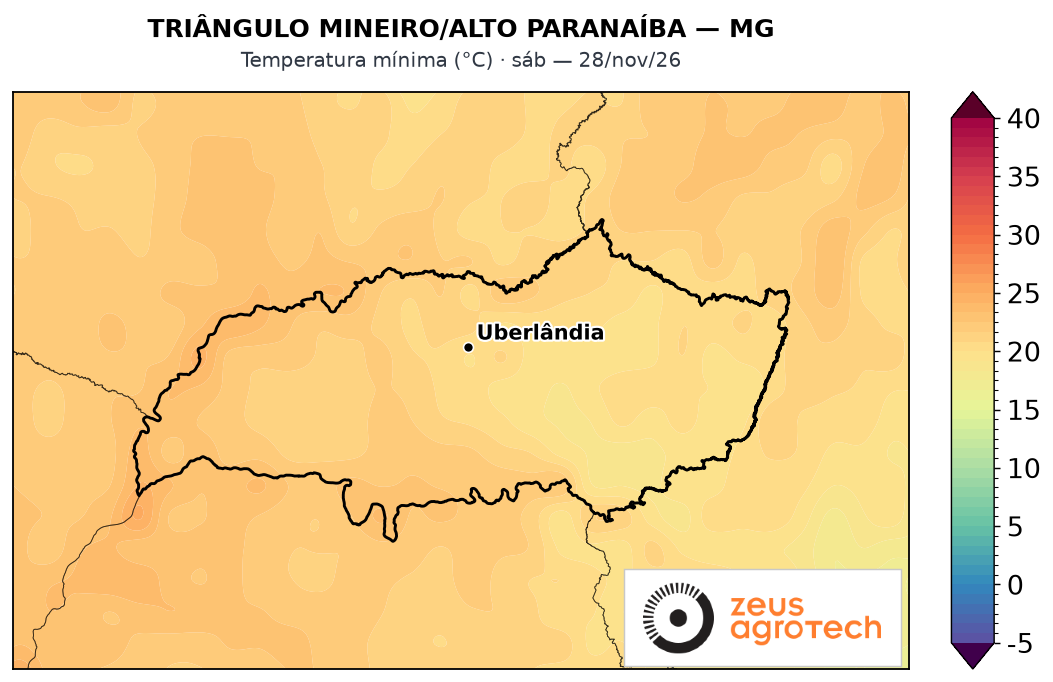 TRIÂNGULO MINEIRO/ALTO PARANAÍBA — MG
Temperatura mínima (°C) · sáb — 28/nov/26
Uberlândia
40
35
30
25
20
15
10
5
0
-5
zeus
agrotech